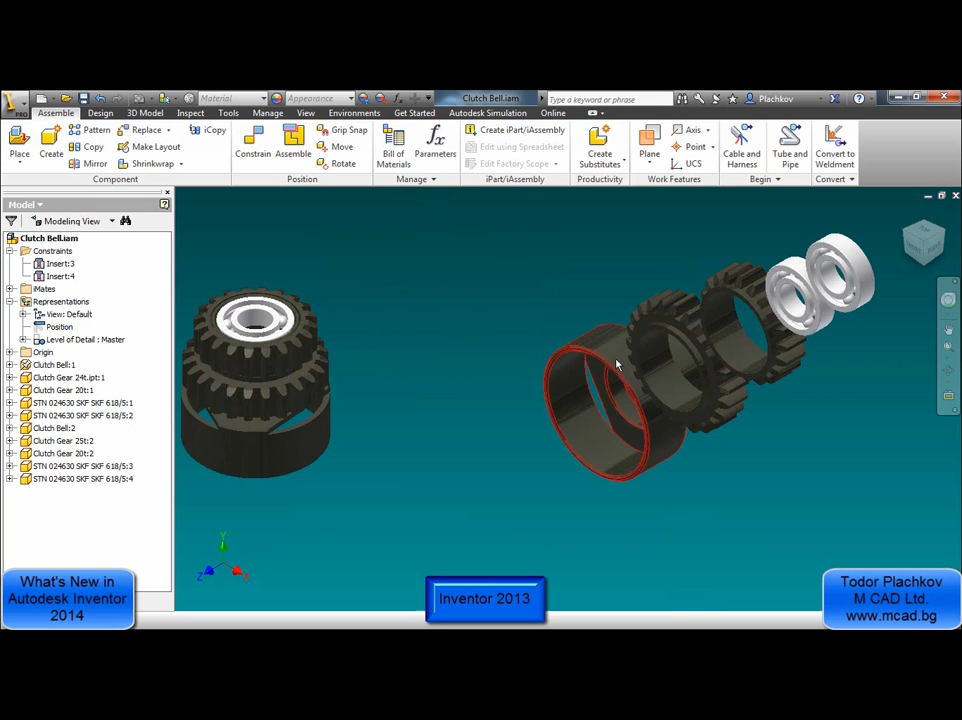 Material
Appearance
Clutch Bell.iam
Type a keyword or phrase
Plachkov
PRO
Assemble
Design
3D Model
Inspect
Tools
Manage
View
Environments
Get Started
Autodesk Simulation
Online
Place
Create
Pattern
Copy
Mirror
Replace
Make Layout
Shrinkwrap
iCopy
Component
Constrain
Assemble
Grip Snap
Move
Rotate
Position
Bill of
Materials
Parameters
Manage
Create iPart/iAssembly
Edit using Spreadsheet
Edit Factory Scope
iPart/iAssembly
Create
Substitutes
Productivity
Plane
Axis
Point
UCS
Work Features
Cable and
Harness
Tube and
Pipe
Begin
Convert to
Weldment
Convert
Model
Modeling View
Clutch Bell.iam
Constraints
Insert:3
Insert:4
iMates
Representations
View: Default
Position
Level of Detail : Master
Origin
Clutch Bell:1
Clutch Gear 24t.ipt:1
Clutch Gear 20t:1
STN 024630 SKF SKF 618/5:1
STN 024630 SKF SKF 618/5:2
Clutch Bell:2
Clutch Gear 25t:2
Clutch Gear 20t:2
STN 024630 SKF SKF 618/5:3
STN 024630 SKF SKF 618/5:4
Y
Z
X
What's New in
Autodesk Inventor
2014
Inventor 2013
Todor Plachkov
M CAD Ltd.
www.mcad.bg